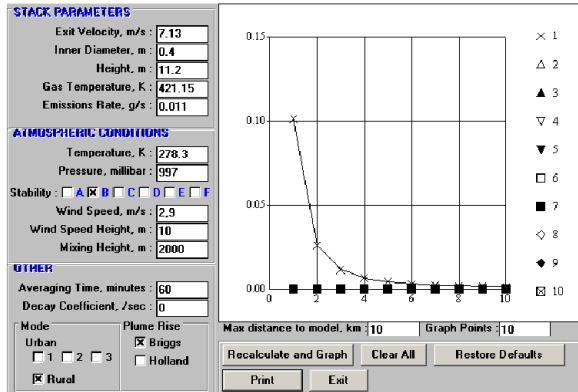 STACK PARAMETERS
Exit Velocity, m/s : 7.13
Inner Diameter, m : 0.4
Height, m : 11.2
Gas Temperature, K : 421.15
Emissions Rate, g/s : 0.011
ATMOSPHERIC CONDITIONS
Temperature, K : 278.3
Pressure, millibar : 997
Stability : A B C D E F
Wind Speed, m/s : 2.9
Wind Speed Height, m : 10
Mixing Height, m : 2000
OTHER
Averaging Time, minutes : 60
Decay Coefficient, /sec : 0
Mode
Urban
1 2 3
Rural
Plume Rise
Briggs
Holland
0.15
0.10
0.05
0.00
0 2 4 6 8 10
1
2
3
4
5
6
7
8
9
10
Max distance to model, km : 10 Graph Points : 10
Recalculate and Graph Clear All Restore Defaults
Print Exit